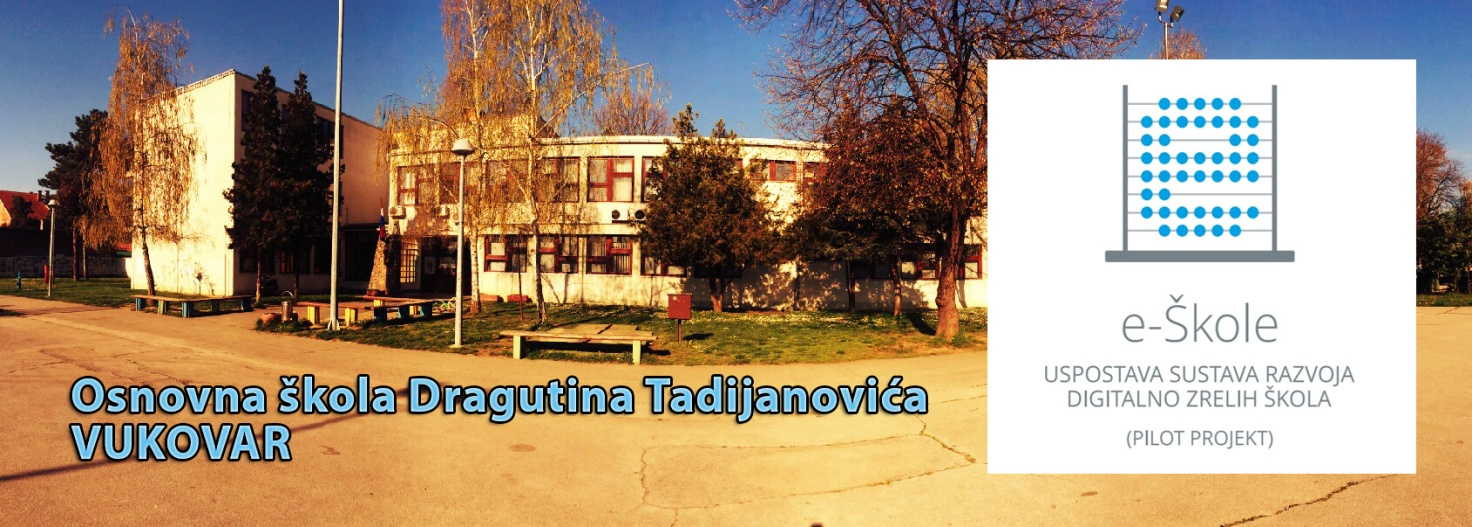 Osnovna škola Dragutina Tadijanovića
VUKOVAR
e-Škole
USPOSTAVA SUSTAVA RAZVOJA
DIGITALNO ZRELIH ŠKOLA
(PILOT PROJEKT)